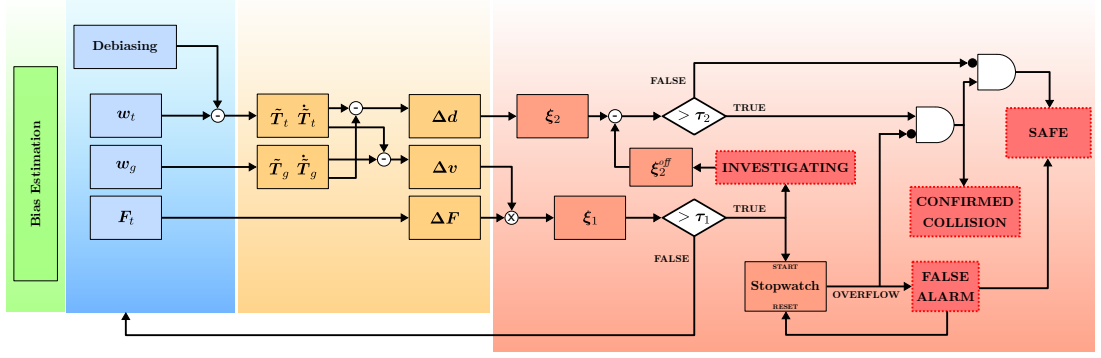 Bias Estimation
Debiasing
w_t
w_g
F_t
-
T̃_t Ṫ̃_t
T̃_g Ṫ̃_g
-
-
Δd
Δv
ΔF
x
ξ_2
-
> τ_2
FALSE
TRUE
ξ_2^off
INVESTIGATING
ξ_1
> τ_1
TRUE
FALSE
START
Stopwatch
RESET
OVERFLOW
SAFE
CONFIRMED
COLLISION
FALSE
ALARM